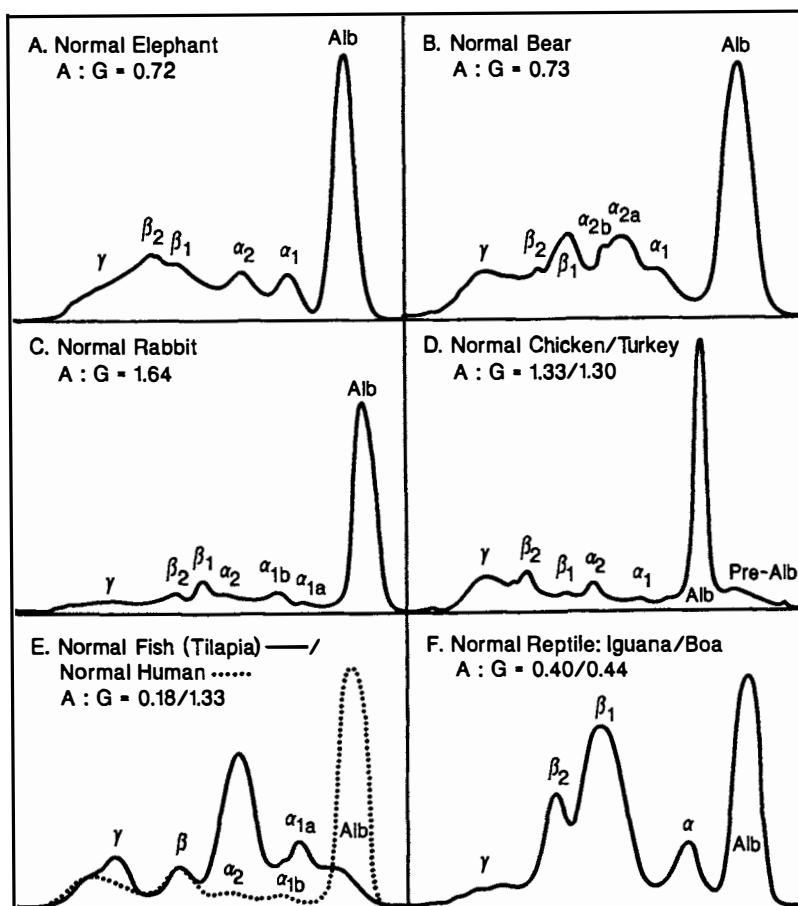 A. Normal Elephant
A : G = 0.72
Alb
β2
β1
γ
α2
α1
B. Normal Bear
A : G = 0.73
Alb
α2b
α2a
γ
β2
β1
α1
C. Normal Rabbit
A : G = 1.64
Alb
γ
β2
β1
α2
α1b
α1a
D. Normal Chicken/Turkey
A : G = 1.33/1.30
γ
β2
β1
α2
α1
Alb
Pre-Alb
E. Normal Fish (Tilapia) —/
Normal Human ······
A : G = 0.18/1.33
γ
β
α2
α1a
α1b
Alb
F. Normal Reptile: Iguana/Boa
A : G = 0.40/0.44
β1
β2
γ
α
Alb